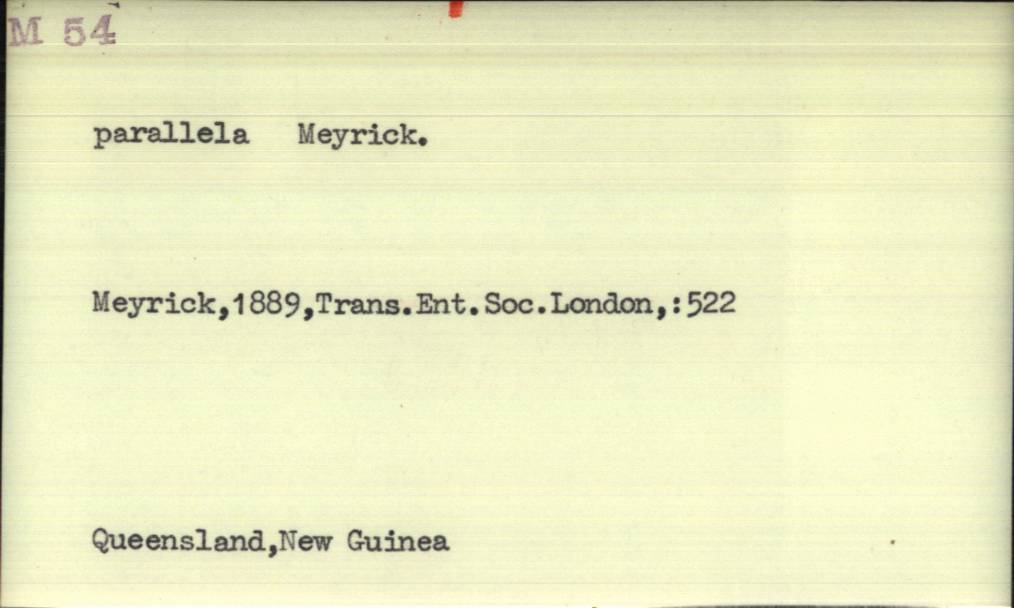 M 54
parallela Meyrick.
Meyrick,1889,Trans.Ent.Soc.London,:522
Queensland,New Guinea